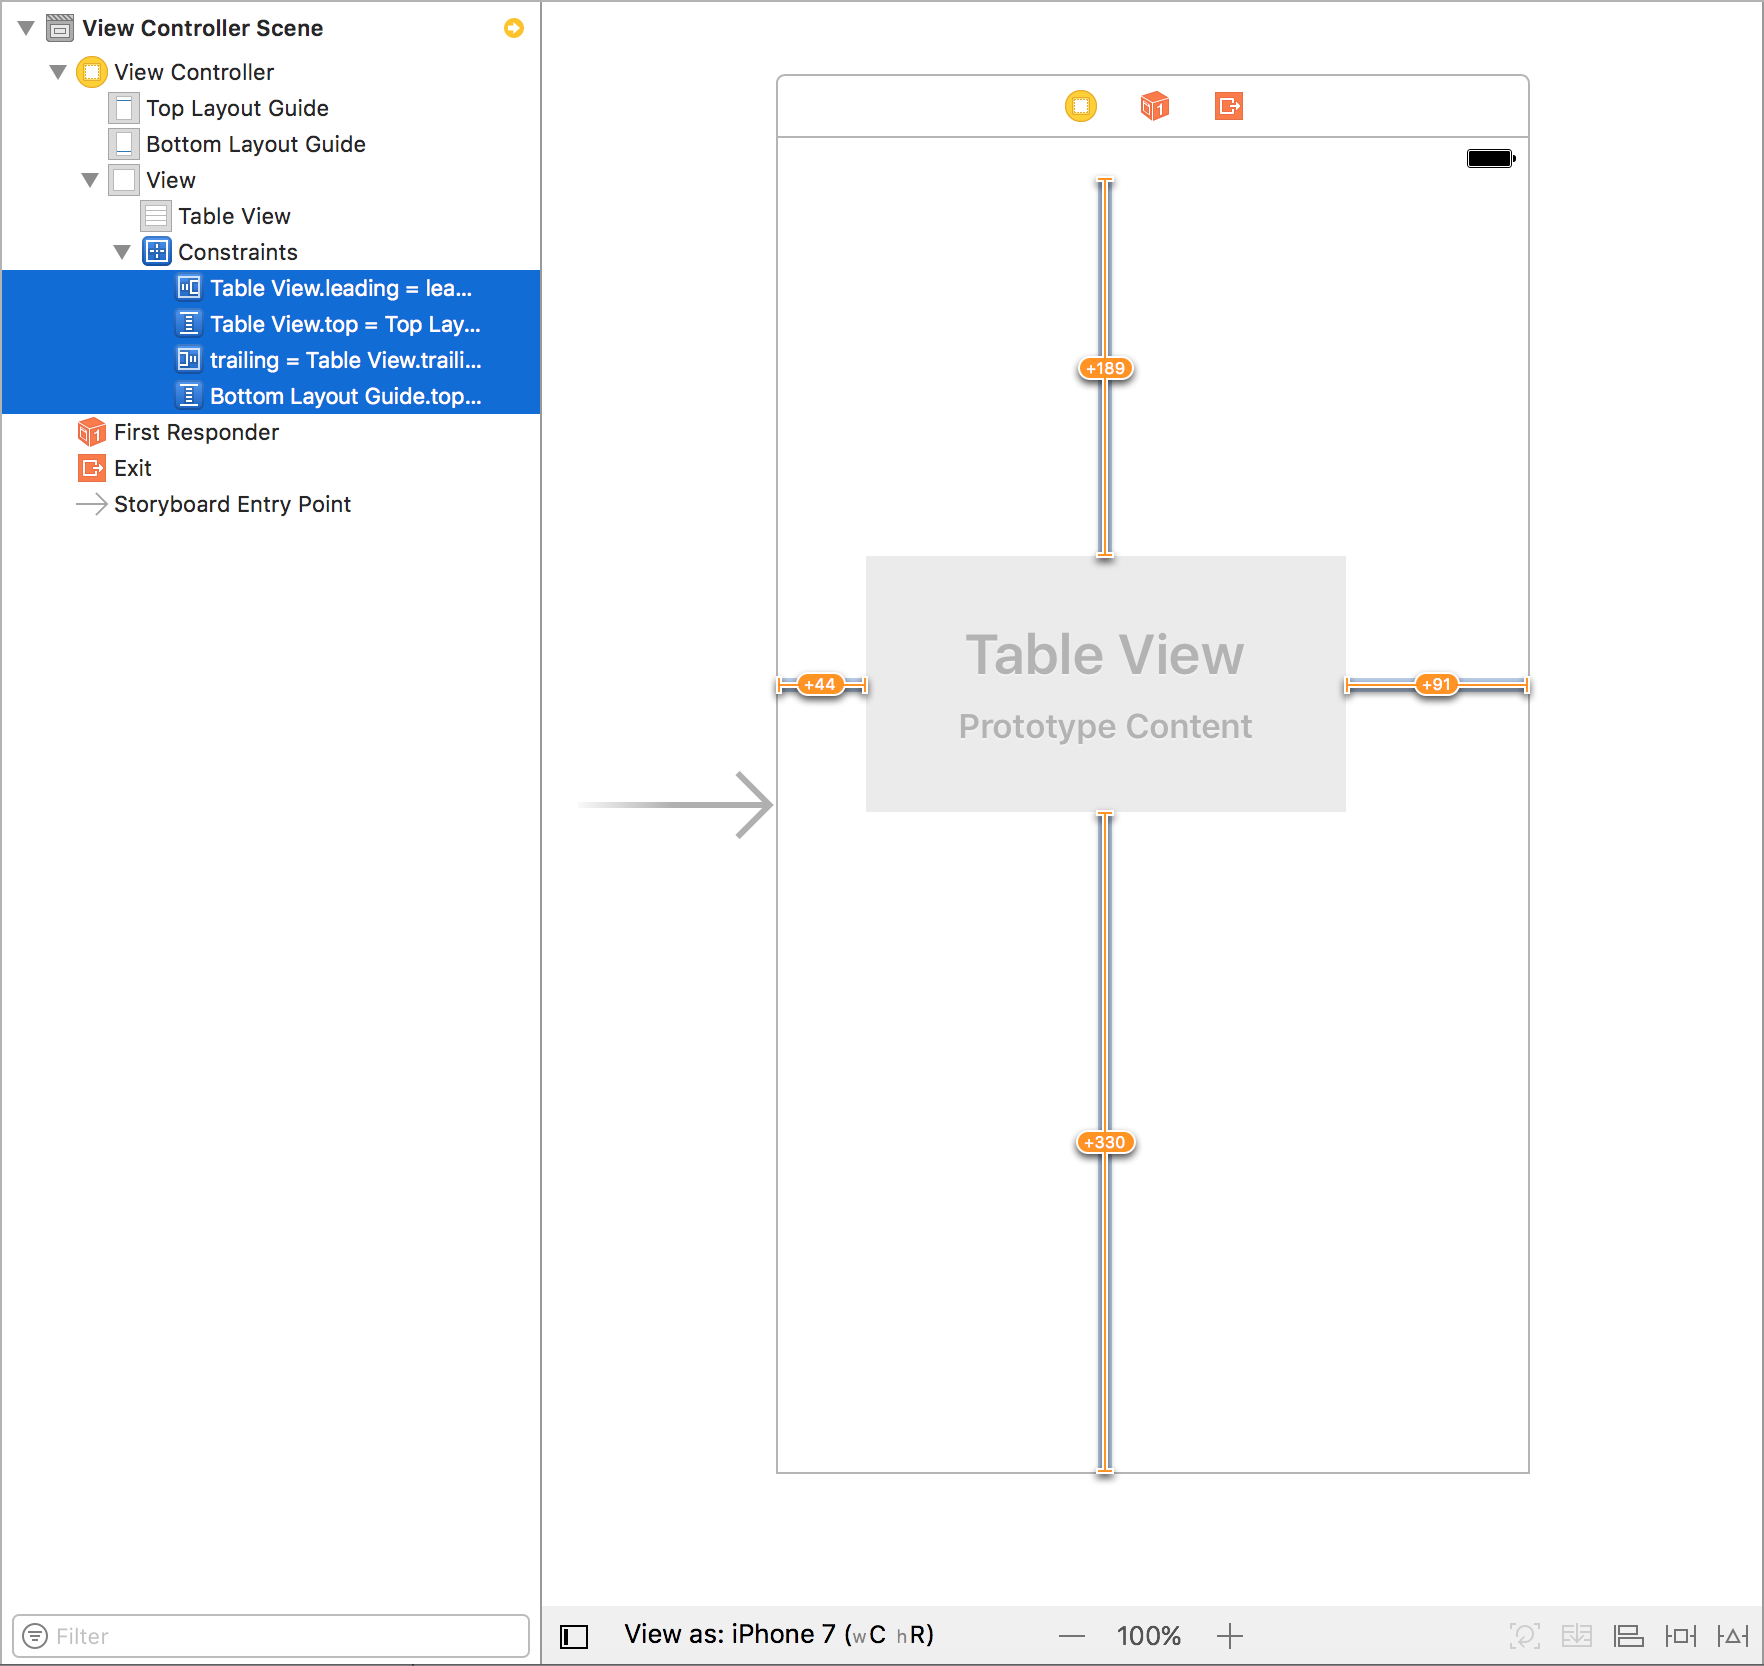 View Controller Scene
View Controller
Top Layout Guide
Bottom Layout Guide
View
Table View
Constraints
Table View.leading = lea...
Table View.top = Top Lay...
trailing = Table View.traili...
Bottom Layout Guide.top...
First Responder
Exit
Storyboard Entry Point
Filter
+189
Table View
Prototype Content
+44
+91
+330
View as: iPhone 7 (wC hR)
100%